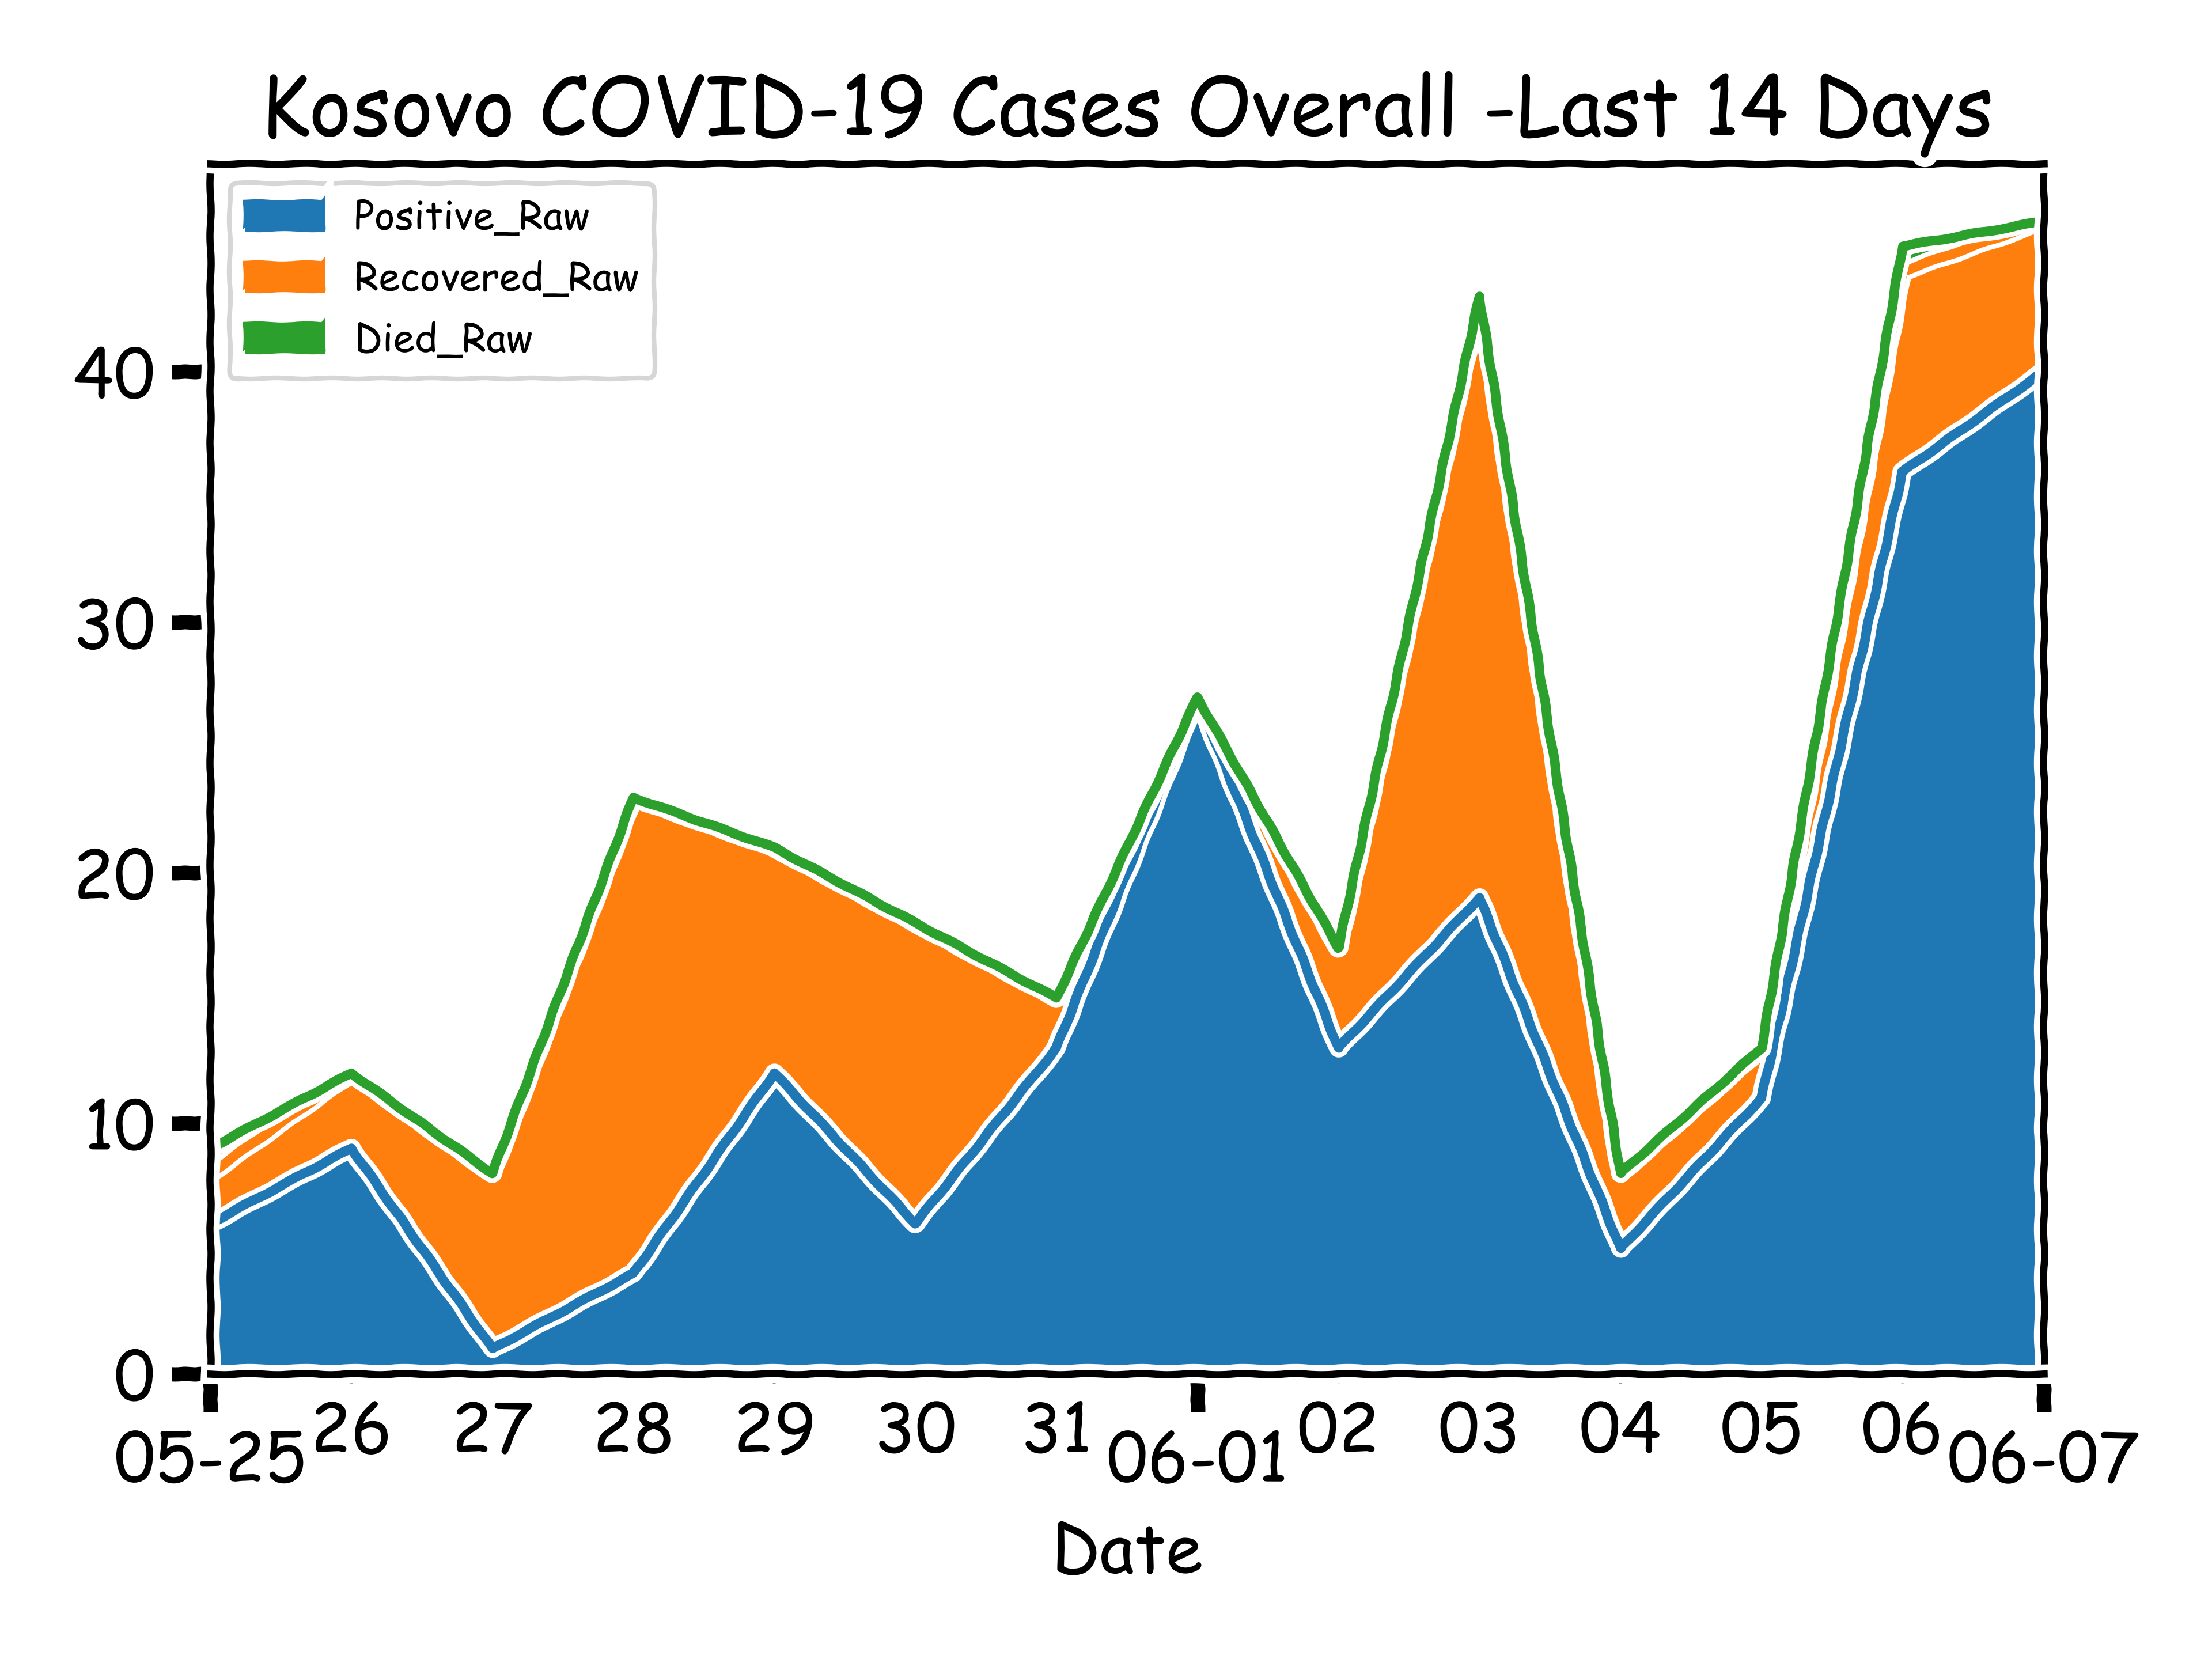 Kosovo COVID-19 Cases Overall -Last 14 Days
Positive_Raw
Recovered_Raw
Died_Raw
40
30
20
10
0
05-25 26 27 28 29 30 31 06-01 02 03 04 05 06 06-07
Date